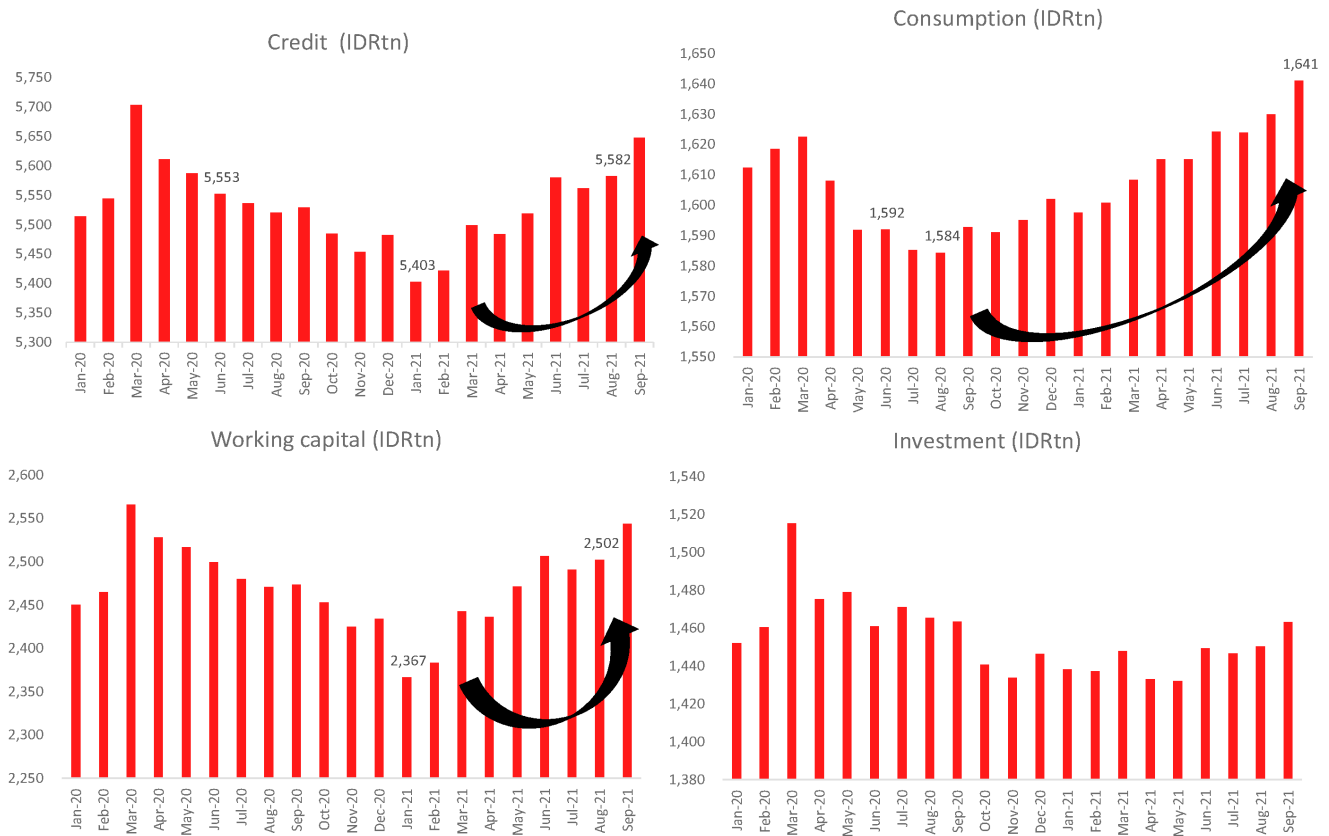 Credit (IDRtn)
5,750
5,700
5,650
5,600
5,550
5,500
5,450
5,400
5,350
5,300
5,553
5,403
5,582
Jan-20
Feb-20
Mar-20
Apr-20
May-20
Jun-20
Jul-20
Aug-20
Sep-20
Oct-20
Nov-20
Dec-20
Jan-21
Feb-21
Mar-21
Apr-21
May-21
Jun-21
Jul-21
Aug-21
Sep-21
Consumption (IDRtn)
1,650
1,640
1,630
1,620
1,610
1,600
1,590
1,580
1,570
1,560
1,550
1,592
1,584
1,641
Jan-20
Feb-20
Mar-20
Apr-20
May-20
Jun-20
Jul-20
Aug-20
Sep-20
Oct-20
Nov-20
Dec-20
Jan-21
Feb-21
Mar-21
Apr-21
May-21
Jun-21
Jul-21
Aug-21
Sep-21
Working capital (IDRtn)
2,600
2,550
2,500
2,450
2,400
2,350
2,300
2,250
2,367
2,502
Jan-20
Feb-20
Mar-20
Apr-20
May-20
Jun-20
Jul-20
Aug-20
Sep-20
Oct-20
Nov-20
Dec-20
Jan-21
Feb-21
Mar-21
Apr-21
May-21
Jun-21
Jul-21
Aug-21
Sep-21
Investment (IDRtn)
1,540
1,520
1,500
1,480
1,460
1,440
1,420
1,400
1,380
Jan-20
Feb-20
Mar-20
Apr-20
May-20
Jun-20
Jul-20
Aug-20
Sep-20
Oct-20
Nov-20
Dec-20
Jan-21
Feb-21
Mar-21
Apr-21
May-21
Jun-21
Jul-21
Aug-21
Sep-21